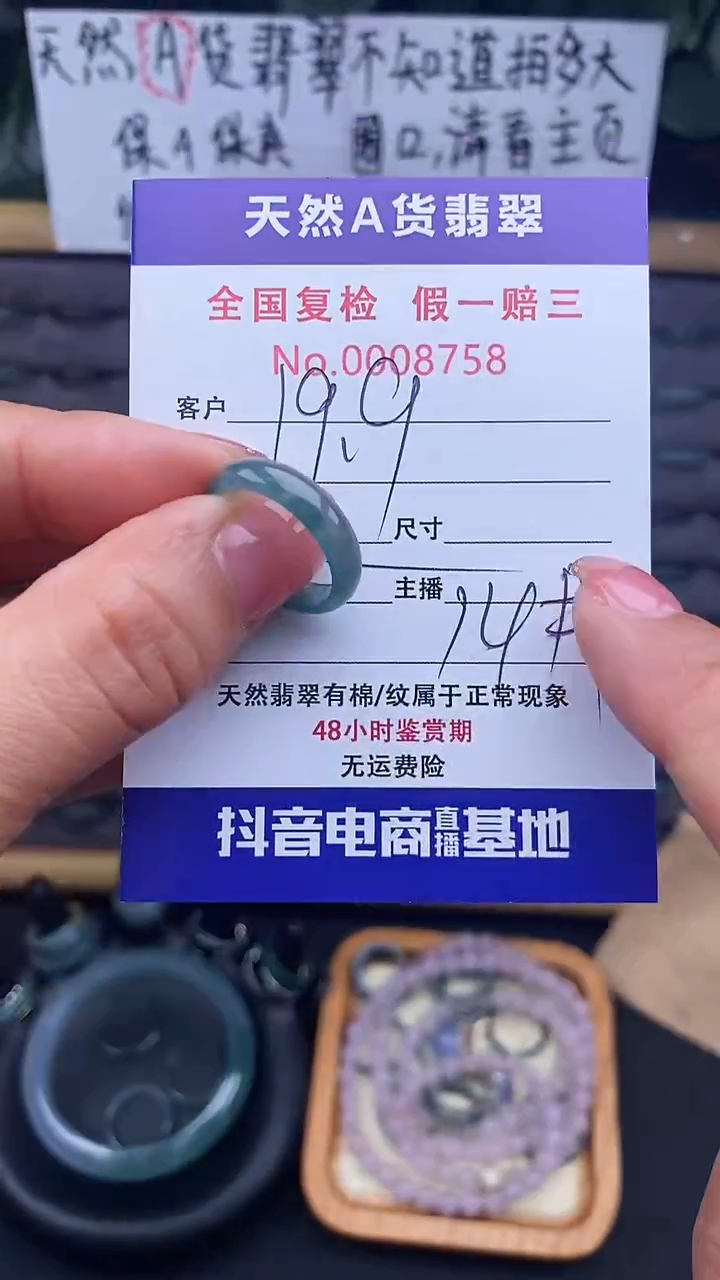 天然A货翡翠不知道拍多大
保A保真 圈口,请看主页
天然A货翡翠
全国复检 假一赔三
No.0008758
客户
19.9
尺寸
主播
14#
天然翡翠有棉/纹属于正常现象
48小时鉴赏期
无运费险
抖音电商直播基地